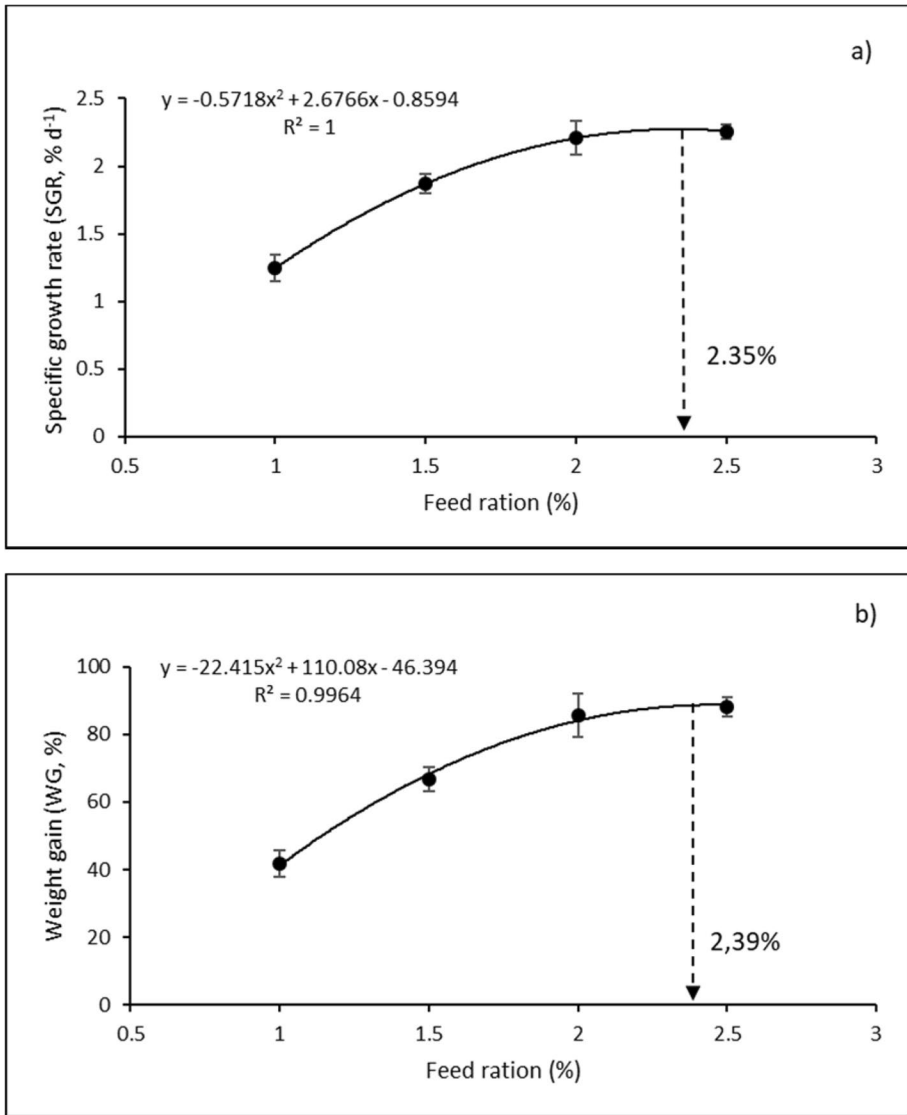 a)
y = -0.5718x² + 2.6766x - 0.8594
R² = 1
Specific growth rate (SGR, % d⁻¹)
2.5
2
1.5
1
0.5
0
2.35%
0.5 1 1.5 2 2.5 3
Feed ration (%)
b)
y = -22.415x² + 110.08x - 46.394
R² = 0.9964
Weight gain (WG, %)
100
80
60
40
20
0
2,39%
0.5 1 1.5 2 2.5 3
Feed ration (%)